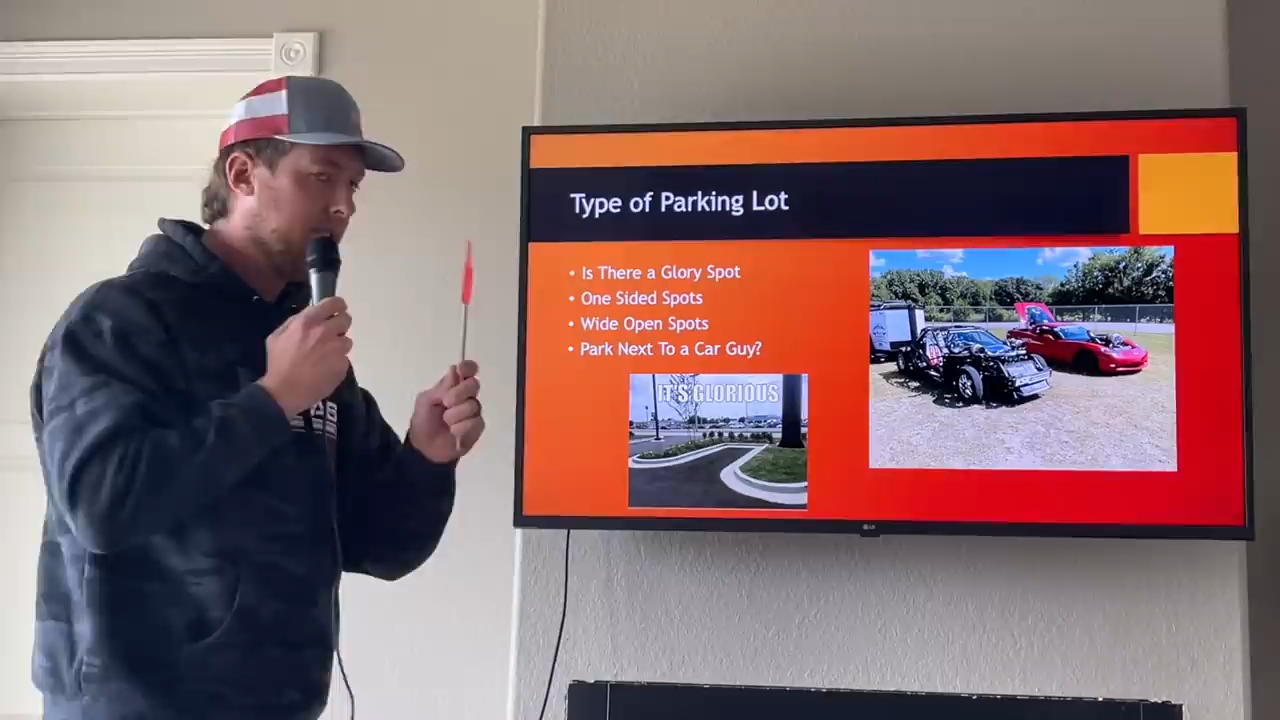 Type of Parking Lot
• Is There a Glory Spot
• One Sided Spots
• Wide Open Spots
• Park Next To a Car Guy?
IT'S GLORIOUS
LG